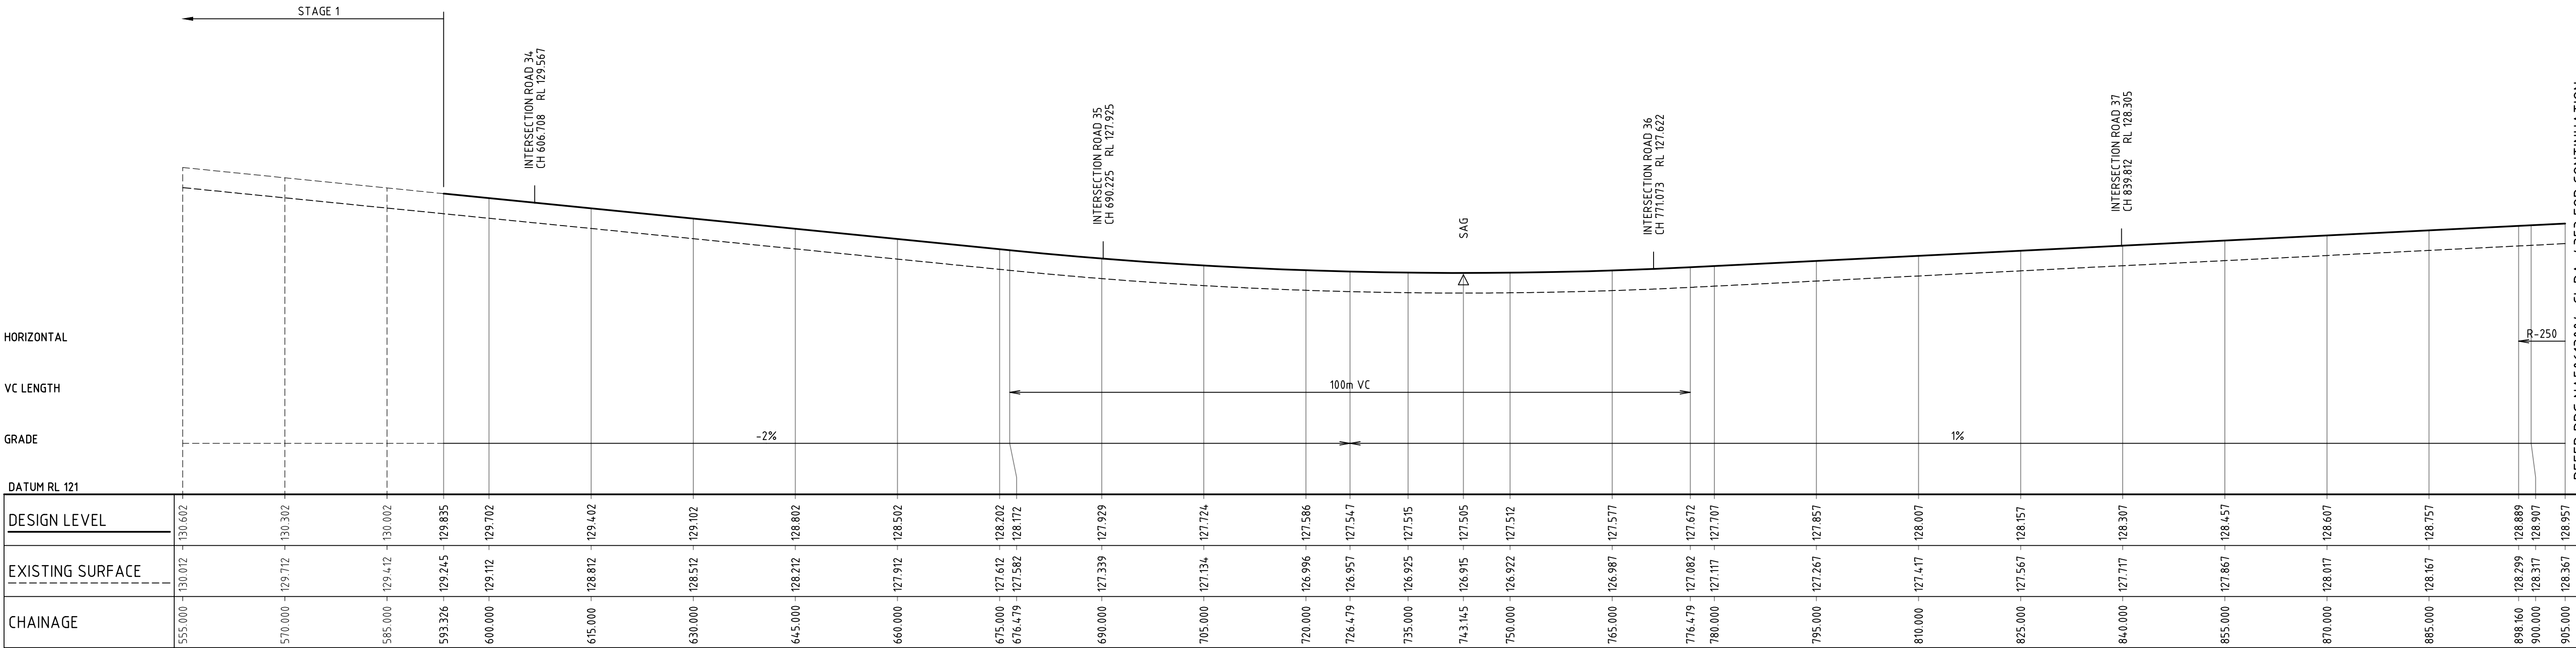 STAGE 1
INTERSECTION ROAD 34
CH 606.708 RL 129.567
INTERSECTION ROAD 35
CH 690.225 RL 127.925
SAG
INTERSECTION ROAD 36
CH 771.073 RL 127.622
INTERSECTION ROAD 37
CH 839.812 RL 128.305
HORIZONTAL
R-250
VC LENGTH
100m VC
GRADE
-2%
1%
DATUM RL 121
DESIGN LEVEL 130.602 130.302 130.002 129.835 129.702 129.402 129.102 128.802 128.502 128.202 128.172 127.929 127.724 127.586 127.547 127.515 127.505 127.512 127.577 127.672 127.707 127.857 128.007 128.157 128.307 128.457 128.607 128.757 128.889 128.907 128.957
EXISTING SURFACE 130.012 129.712 129.412 129.245 129.112 128.812 128.512 128.212 127.912 127.612 127.582 127.339 127.134 126.996 126.957 126.925 126.915 126.922 126.987 127.082 127.117 127.267 127.417 127.567 127.717 127.867 128.017 128.167 128.299 128.317 128.367
CHAINAGE 555.000 570.000 585.000 593.326 600.000 615.000 630.000 645.000 660.000 675.000 676.479 690.000 705.000 720.000 726.479 735.000 743.145 750.000 765.000 776.479 780.000 795.000 810.000 825.000 840.000 855.000 870.000 885.000 898.160 900.000 905.000